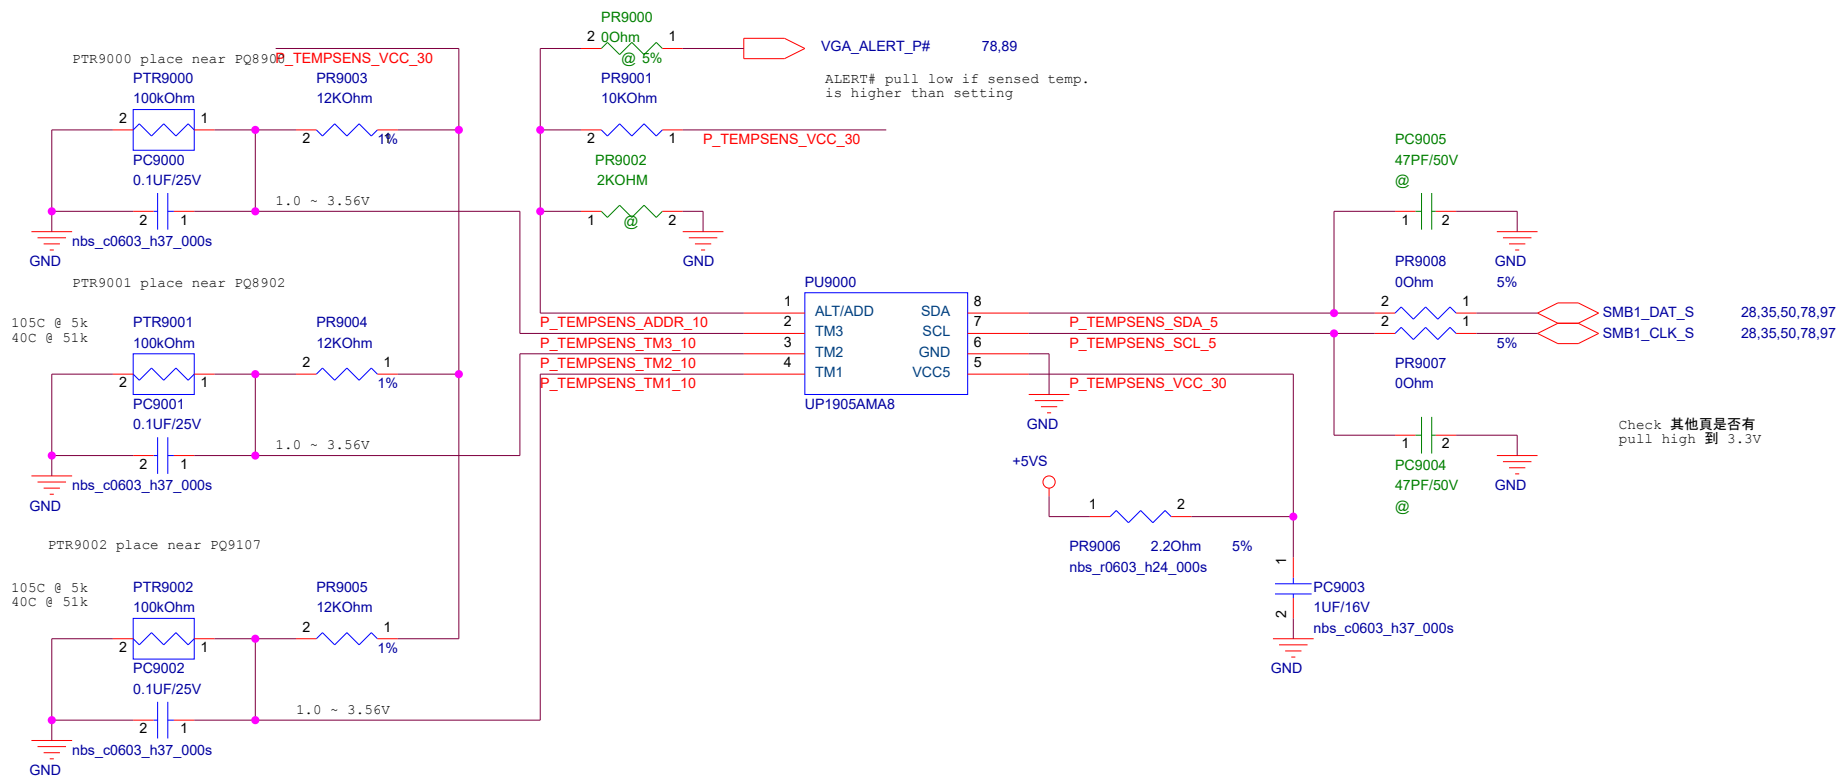 PTR9000 place near PQ890
P_TEMPSENS_VCC_30
PTR9000
100kOhm
2
1
PR9003
12KOhm
2
1
1%
PC9000
0.1UF/25V
2
1
nbs_c0603_h37_000s
GND
1.0 ~ 3.56V
PTR9001 place near PQ8902
105C @ 5k
40C @ 51k
PTR9001
100kOhm
2
1
PR9004
12KOhm
2
1
1%
PC9001
0.1UF/25V
2
1
nbs_c0603_h37_000s
GND
1.0 ~ 3.56V
PTR9002 place near PQ9107
105C @ 5k
40C @ 51k
PTR9002
100kOhm
2
1
PR9005
12KOhm
2
1
1%
PC9002
0.1UF/25V
2
1
nbs_c0603_h37_000s
GND
1.0 ~ 3.56V
PR9000
0Ohm
2
1
@ 5%
VGA_ALERT_P#
78,89
ALERT# pull low if sensed temp.
is higher than setting
PR9001
10KOhm
2
1
P_TEMPSENS_VCC_30
PR9002
2KOHM
1
2
@
GND
P_TEMPSENS_ADDR_10
P_TEMPSENS_TM3_10
P_TEMPSENS_TM2_10
P_TEMPSENS_TM1_10
PU9000
1
2
3
4
ALT/ADD
TM3
TM2
TM1
SDA
SCL
GND
VCC5
8
7
6
5
UP1905AMA8
P_TEMPSENS_SDA_5
P_TEMPSENS_SCL_5
P_TEMPSENS_VCC_30
GND
+5VS
1
2
PR9006 2.2Ohm 5%
nbs_r0603_h24_000s
1
2
PC9003
1UF/16V
nbs_c0603_h37_000s
GND
PC9005
47PF/50V
@
1
2
GND
PR9008
0Ohm
5%
2
1
SMB1_DAT_S
28,35,50,78,97
2
1
SMB1_CLK_S
28,35,50,78,97
5%
PR9007
0Ohm
1
2
PC9004
47PF/50V
@
GND
Check 其他頁是否有
pull high 到 3.3V